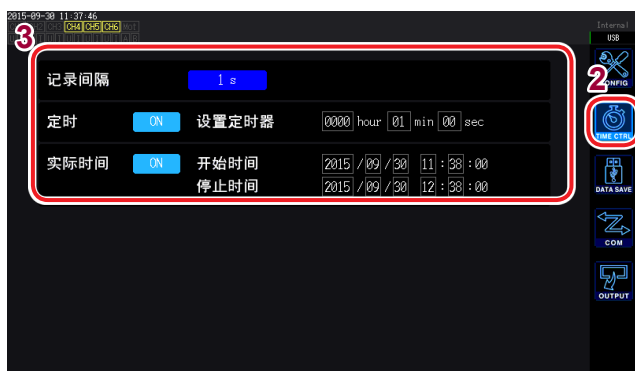 2015-09-30 11:37:46
CH4 CH5 CH6 Mot
Internal
USB
3
2
CONFIG
记录间隔 1 s
定时 ON 设置定时器 0000 hour 01 min 00 sec
TIME CTRL
实际时间 ON 开始时间 2015 / 09 / 30 11 : 38 : 00
停止时间 2015 / 09 / 30 12 : 38 : 00
DATA SAVE
COM
OUTPUT